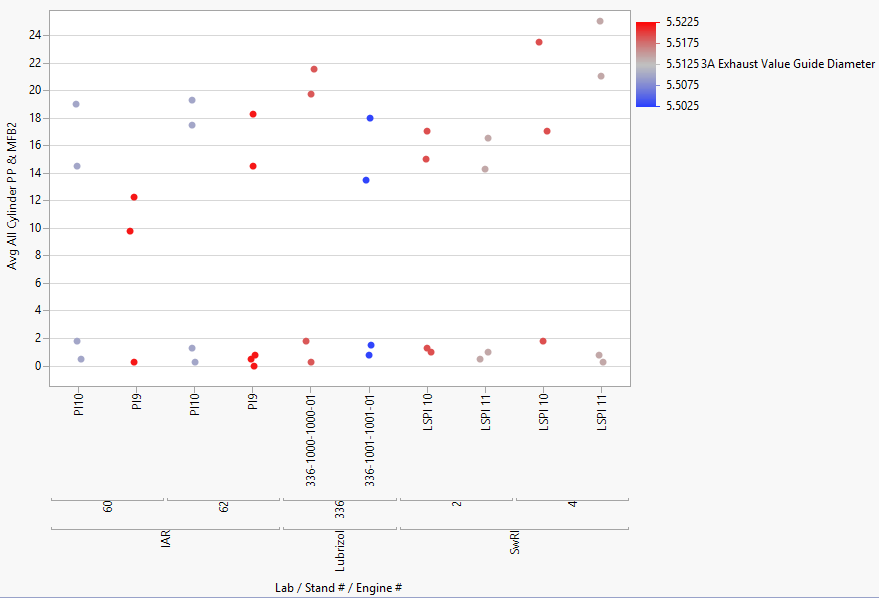 5.5225
5.5175
5.5125 3A Exhaust Value Guide Diameter
5.5075
5.5025
Avg All Cylinder PP & MFB2
24
22
20
18
16
14
12
10
8
6
4
2
0
PI10
PI9
PI10
PI9
336-1000-1000-01
336-1001-1001-01
LSPI 10
LSPI 11
LSPI 10
LSPI 11
60
62
336
2
4
IAR
Lubrizol
SwRI
Lab / Stand # / Engine #